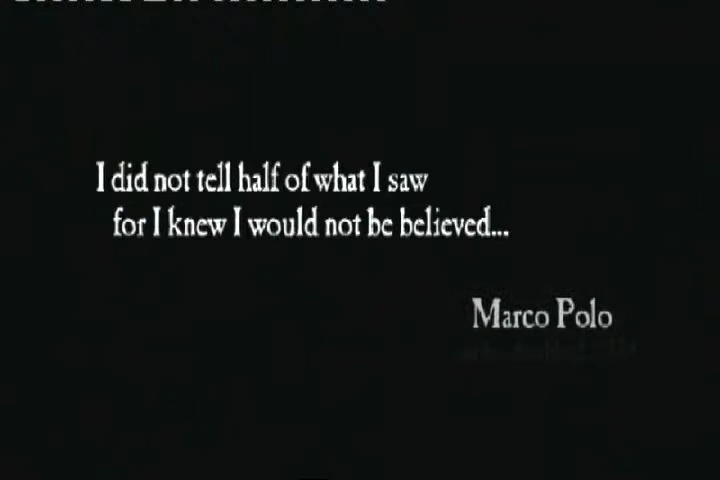 I did not tell half of what I saw
for I knew I would not be believed...
Marco Polo